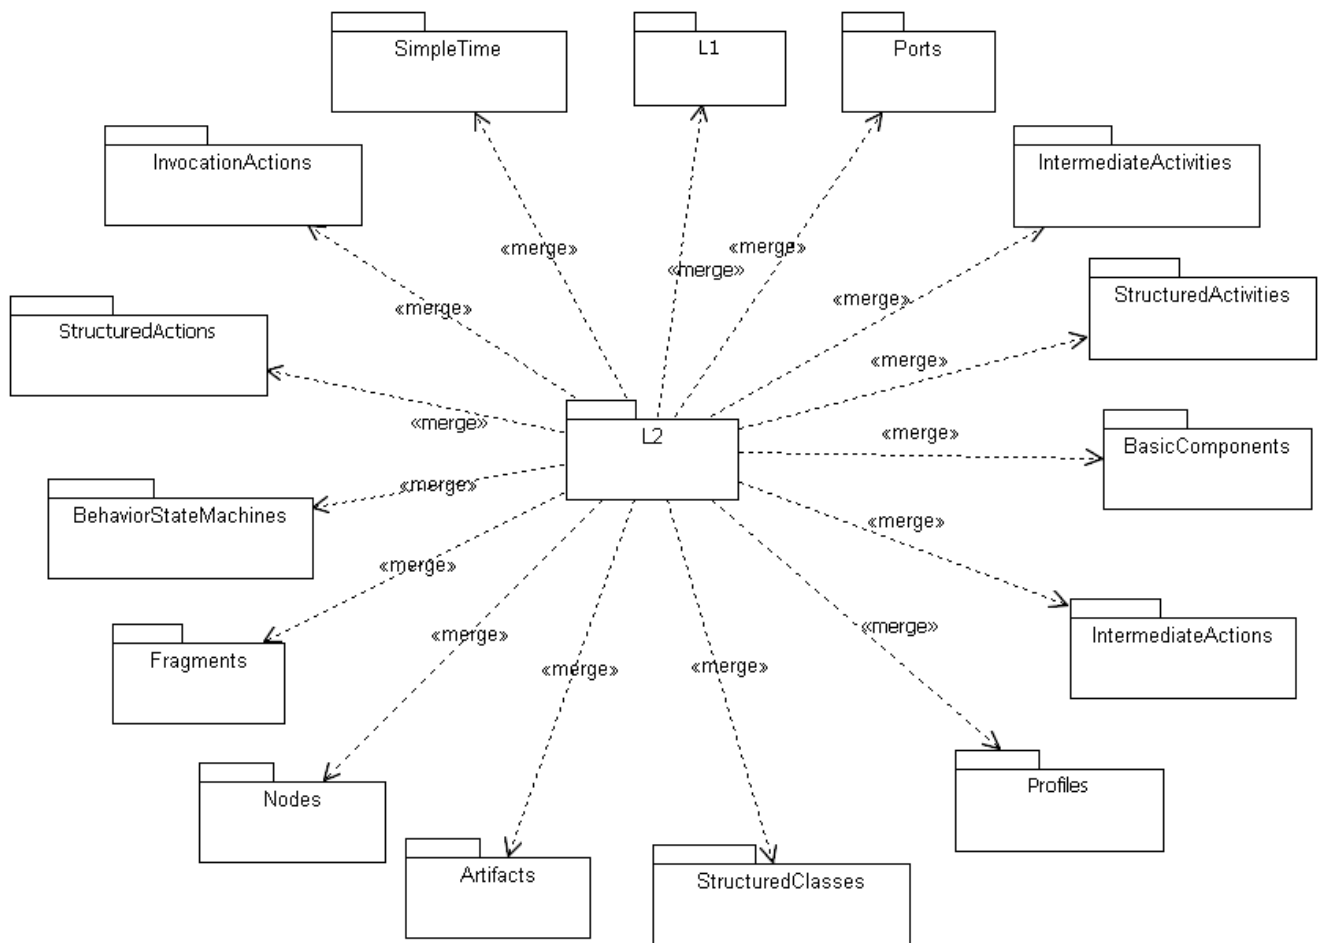 SimpleTime
L1
Ports
InvocationActions
IntermediateActivities
«merge»
«merge»
«merge»
«merge»
«merge»
StructuredActivities
StructuredActions
«merge»
«merge»
L2
«merge»
BasicComponents
«merge»
BehaviorStateMachines
«merge»
«merge»
IntermediateActions
Fragments
«merge»
«merge»
«merge»
«merge»
Nodes
Profiles
Artifacts
StructuredClasses